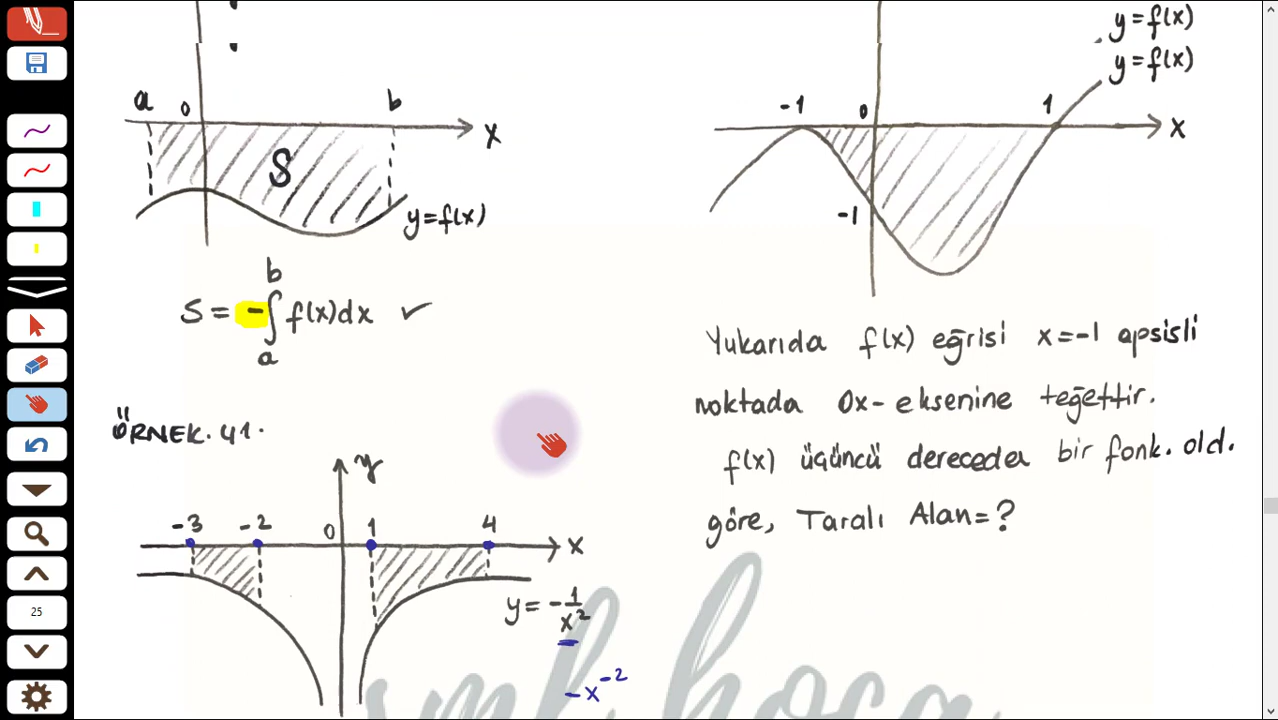 a 0 b
x
S
y=f(x)
b
S = -∫ f(x)dx ✓
a
ÖRNEK. 41.
y
-3 -2 0 1 4
x
y = -1/x²
-x⁻²
y=f(x)
y=f(x)
-1 0 1
x
-1
Yukarıda f(x) eğrisi x=-1 apsisli
noktada Ox-eksenine teğettir.
f(x) üçüncü dereceden bir fonk. old.
göre, Taralı Alan=?
25